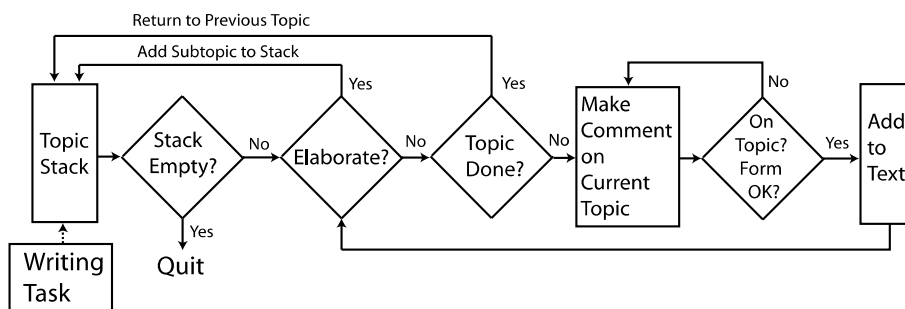 Return to Previous Topic
Add Subtopic to Stack
Yes
Yes
No
Topic
Stack
Stack
Empty?
No
Elaborate?
No
Topic
Done?
No
Make
Comment
on
Current
Topic
On
Topic?
Form
OK?
Yes
Add
to
Text
Yes
Quit
Writing
Task